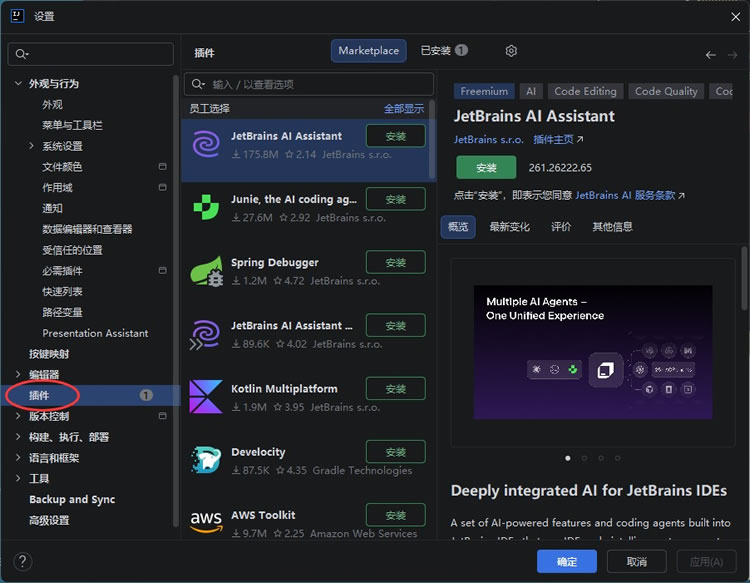 设置
插件
Marketplace
已安装 1
外观与行为
外观
菜单与工具栏
系统设置
文件颜色
作用域
通知
数据编辑器和查看器
受信任的位置
必需插件
快速列表
路径变量
Presentation Assistant
按键映射
编辑器
插件 1
版本控制
构建、执行、部署
语言和框架
工具
Backup and Sync
高级设置
?
输入 / 以查看选项
员工选择 全部显示
JetBrains AI Assistant 安装
175.8M 2.14 JetBrains s.r.o.
Junie, the AI coding ag... 安装
27.6M 2.92 JetBrains s.r.o.
Spring Debugger 安装
1.2M 4.72 JetBrains s.r.o.
JetBrains AI Assistant ... 安装
89.6K 4.02 JetBrains s.r.o.
Kotlin Multiplatform 安装
1.9M 3.95 JetBrains s.r.o.
Develocity 安装
87.5K 4.35 Gradle Technologies
aws
AWS Toolkit 安装
9.7M 2.25 Amazon Web Services
Freemium AI Code Editing Code Quality Coc
JetBrains AI Assistant
JetBrains s.r.o. 插件主页
安装 261.26222.65
点击“安装”，即表示您同意 JetBrains AI 服务条款
概览 最新变化 评价 其他信息
Multiple AI Agents –
One Unified Experience
Deeply integrated AI for JetBrains IDEs
A set of AI-powered features and coding agents built into
确定 取消 应用(A)